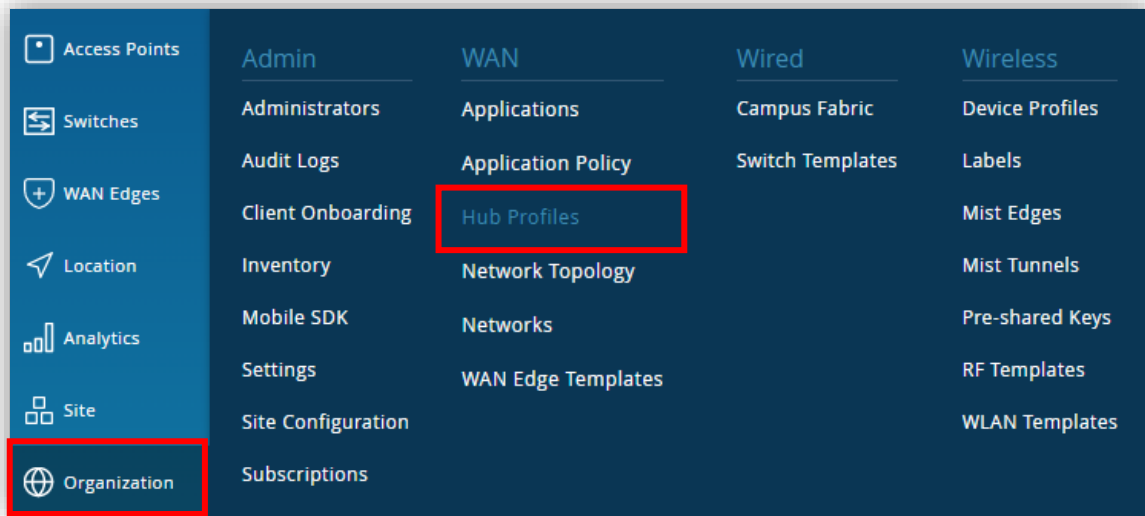 Access Points
Switches
WAN Edges
Location
Analytics
Site
Organization
Admin
Administrators
Audit Logs
Client Onboarding
Inventory
Mobile SDK
Settings
Site Configuration
Subscriptions
WAN
Applications
Application Policy
Hub Profiles
Network Topology
Networks
WAN Edge Templates
Wired
Campus Fabric
Switch Templates
Wireless
Device Profiles
Labels
Mist Edges
Mist Tunnels
Pre-shared Keys
RF Templates
WLAN Templates